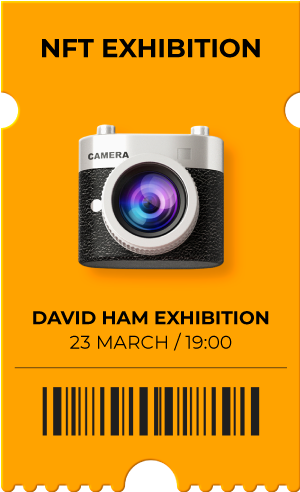 NFT EXHIBITION
CAMERA
DAVID HAM EXHIBITION
23 MARCH / 19:00